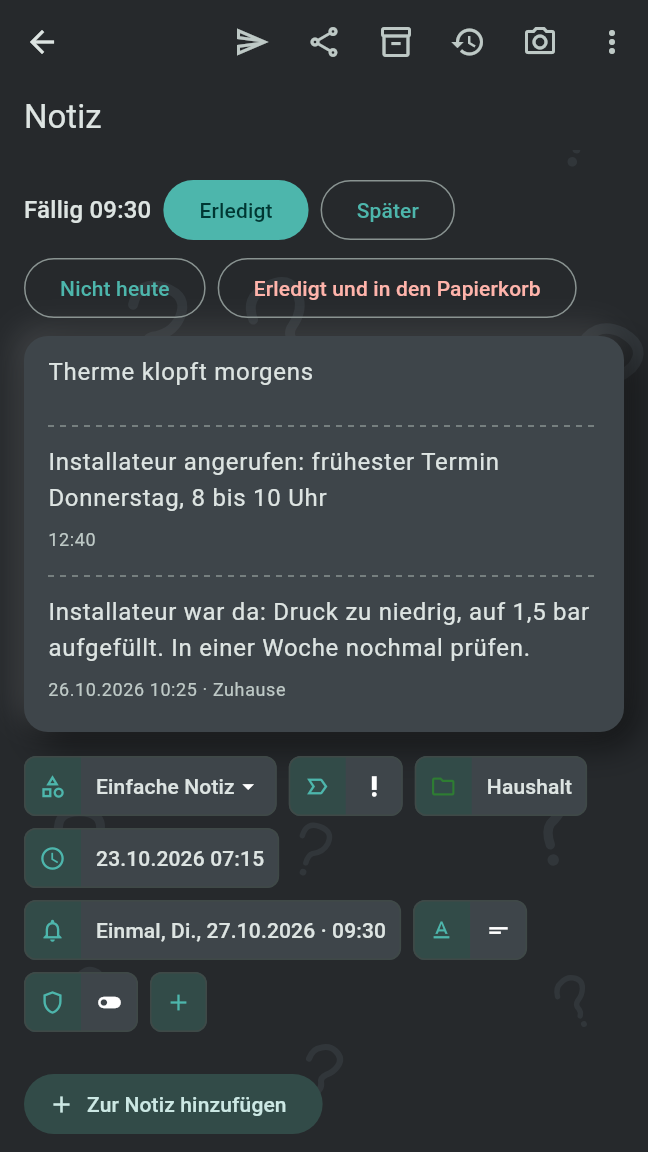 Notiz
Fällig 09:30
Erledigt
Später
Nicht heute
Erledigt und in den Papierkorb
Therme klopft morgens
Installateur angerufen: frühester Termin
Donnerstag, 8 bis 10 Uhr
12:40
Installateur war da: Druck zu niedrig, auf 1,5 bar
aufgefüllt. In einer Woche nochmal prüfen.
26.10.2026 10:25 · Zuhause
Einfache Notiz
Haushalt
23.10.2026 07:15
Einmal, Di., 27.10.2026 · 09:30
Zur Notiz hinzufügen